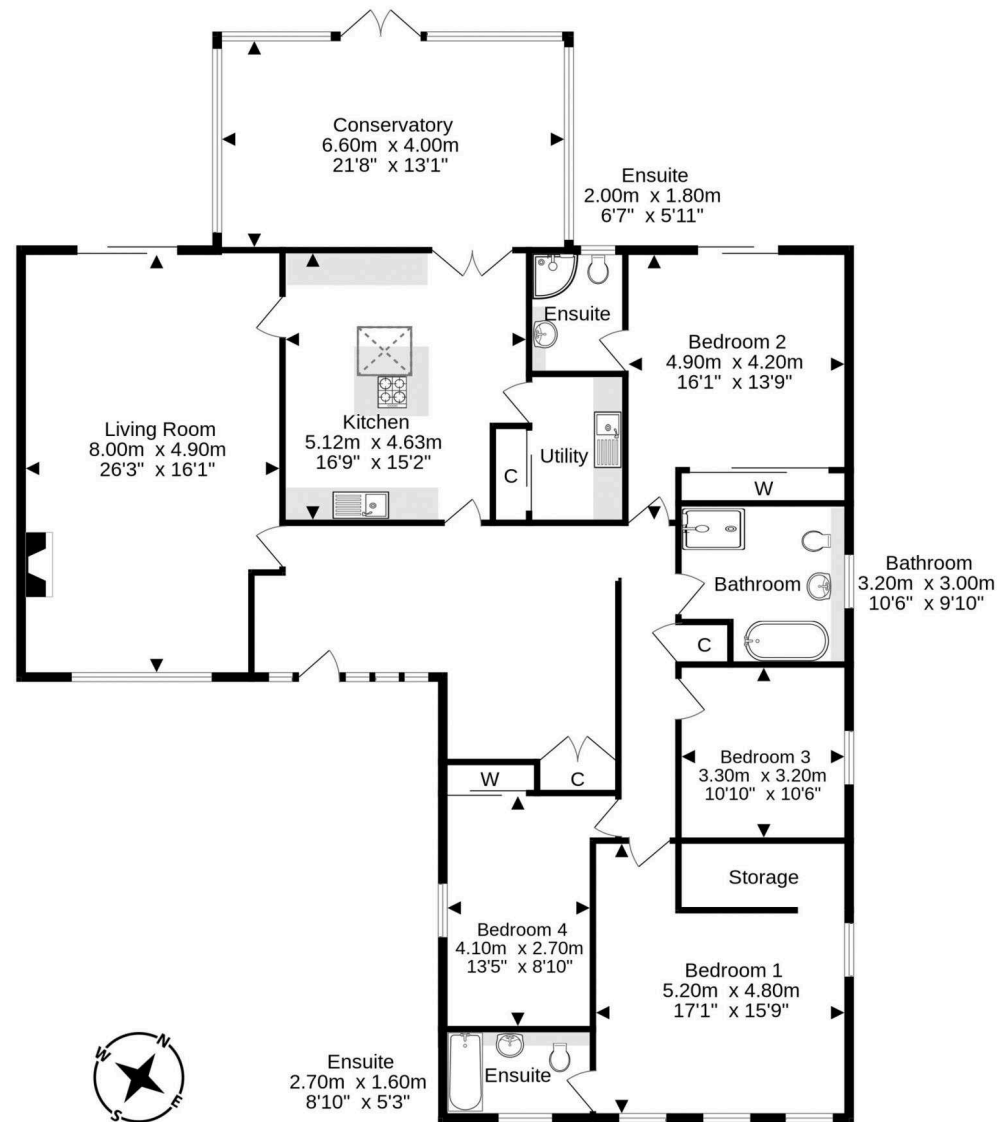 Conservatory
6.60m x 4.00m
21'8" x 13'1"
Ensuite
2.00m x 1.80m
6'7" x 5'11"
Ensuite
Bedroom 2
4.90m x 4.20m
16'1" x 13'9"
Living Room
8.00m x 4.90m
26'3" x 16'1"
Kitchen
5.12m x 4.63m
16'9" x 15'2"
C
Utility
W
Bathroom
Bathroom
3.20m x 3.00m
10'6" x 9'10"
C
Bedroom 3
3.30m x 3.20m
10'10" x 10'6"
W
C
Storage
Bedroom 4
4.10m x 2.70m
13'5" x 8'10"
Bedroom 1
5.20m x 4.80m
17'1" x 15'9"
Ensuite
2.70m x 1.60m
8'10" x 5'3"
Ensuite
N
W
E
S